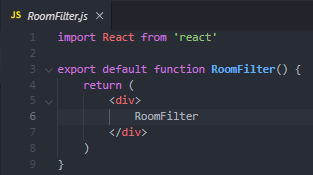 JS RoomFilter.js
1 import React from 'react'
2
3 export default function RoomFilter() {
4     return (
5         <div>
6             RoomFilter
7         </div>
8     )
9 }